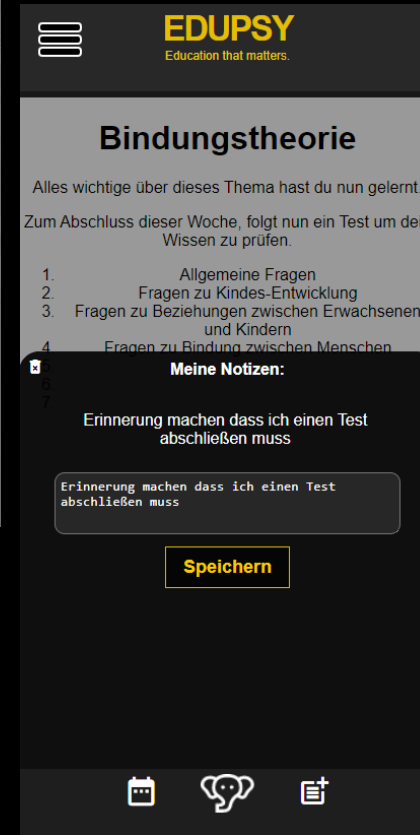 EDUPSY
Education that matters.
Bindungstheorie
Alles wichtige über dieses Thema hast du nun gelernt.
Zum Abschluss dieser Woche, folgt nun ein Test um
Wissen zu prüfen.
1. Allgemeine Fragen
2. Fragen zu Kindes-Entwicklung
3. Fragen zu Beziehungen zwischen Erwachsenen
und Kindern
4. Fragen zu Bindung zwischen Menschen
5
6
7
Meine Notizen:
Erinnerung machen dass ich einen Test
abschließen muss
Erinnerung machen dass ich einen Test
abschließen muss
Speichern